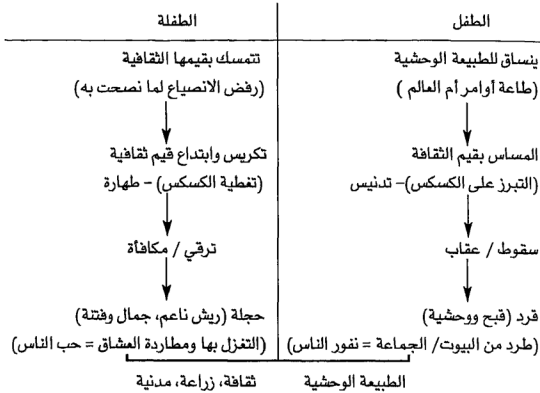 الطفل
الطفلة
ينساق للطبيعة الوحشية
تتمسك بقيمها الثقافية
(طاعة أوامر أم العالم )
(رفض الانصياع لما نصحت به)
المساس بقيم الثقافة
تكريس وابتداع قيم ثقافية
(التبرز على الكسكس)– تدنيس
(تغطية الكسكس) – طهارة
سقوط / عقاب
ترقي / مكافأة
قرد (قبح ووحشية)
حجلة (ريش ناعم، جمال وفتنة)
(طرد من البيوت/ الجماعة = نفور الناس)
(التغزل بها ومطاردة العشاق = حب الناس)
الطبيعة الوحشية
ثقافة، زراعة، مدنية